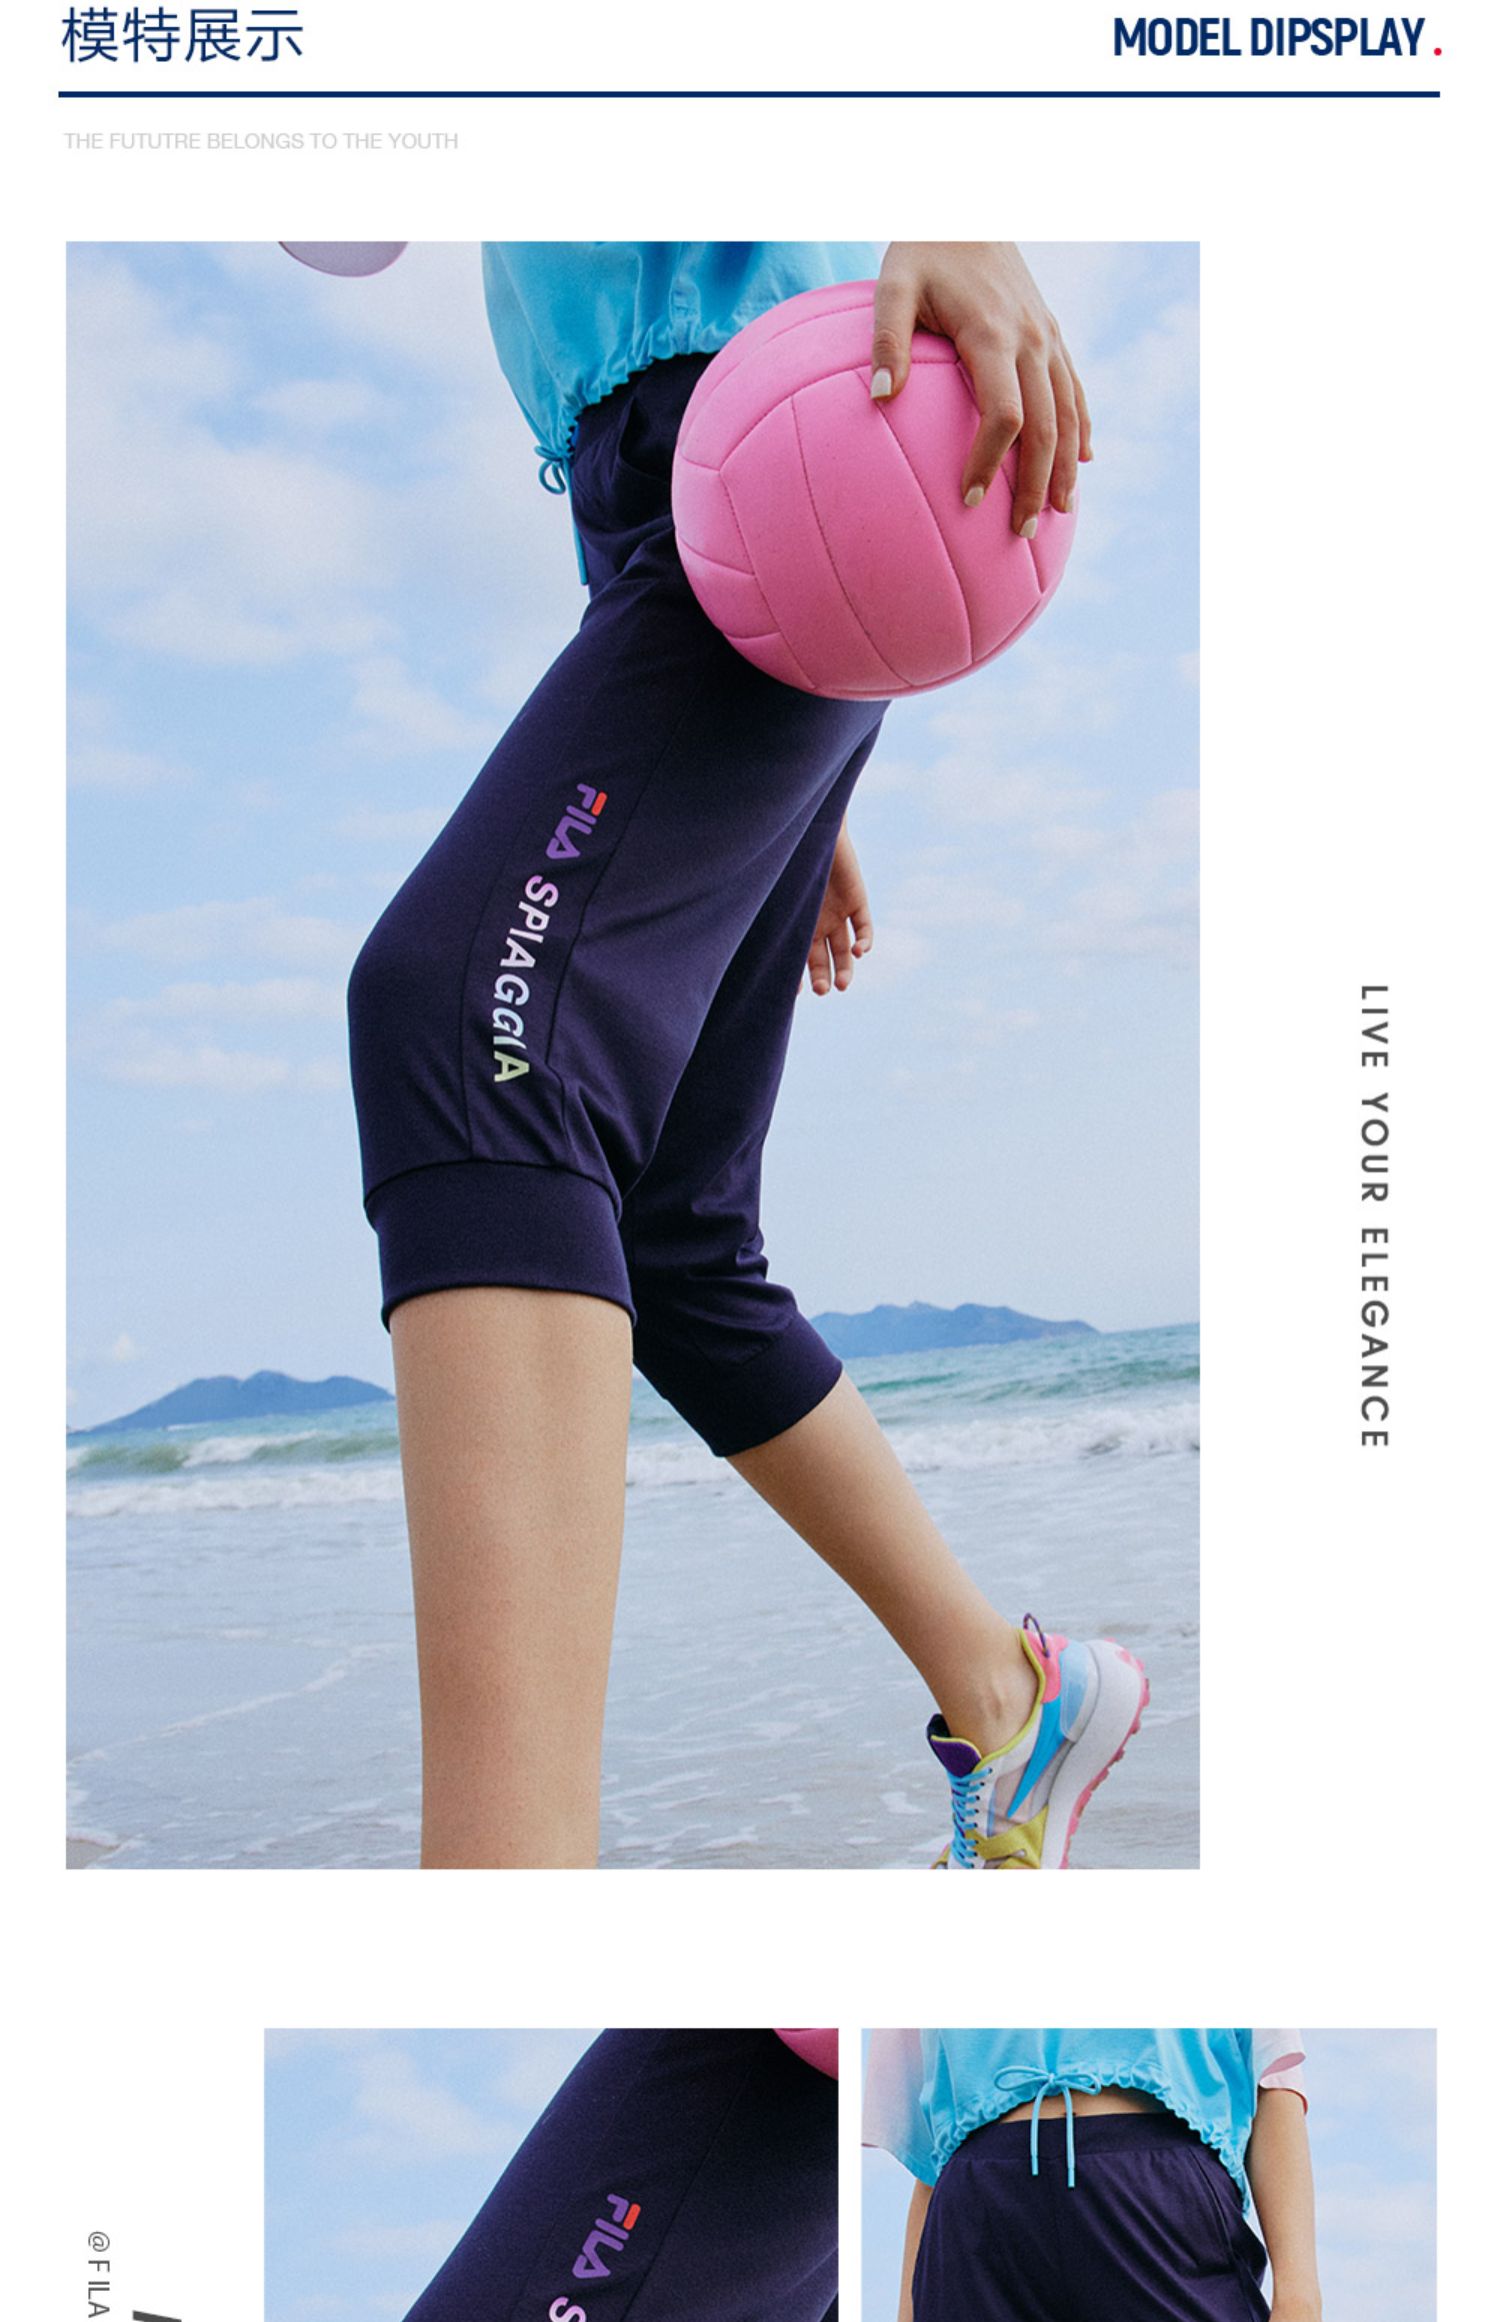 模特展示
MODEL DIPSPLAY.
THE FUTUTRE BELONGS TO THE YOUTH
FILA SPIAGGIA
LIVE YOUR ELEGANCE
FILA S
@FILA